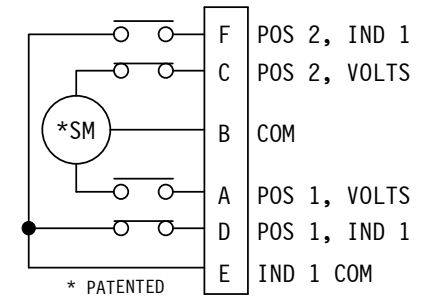 F POS 2, IND 1
C POS 2, VOLTS
*SM B COM
A POS 1, VOLTS
D POS 1, IND 1
E IND 1 COM
* PATENTED